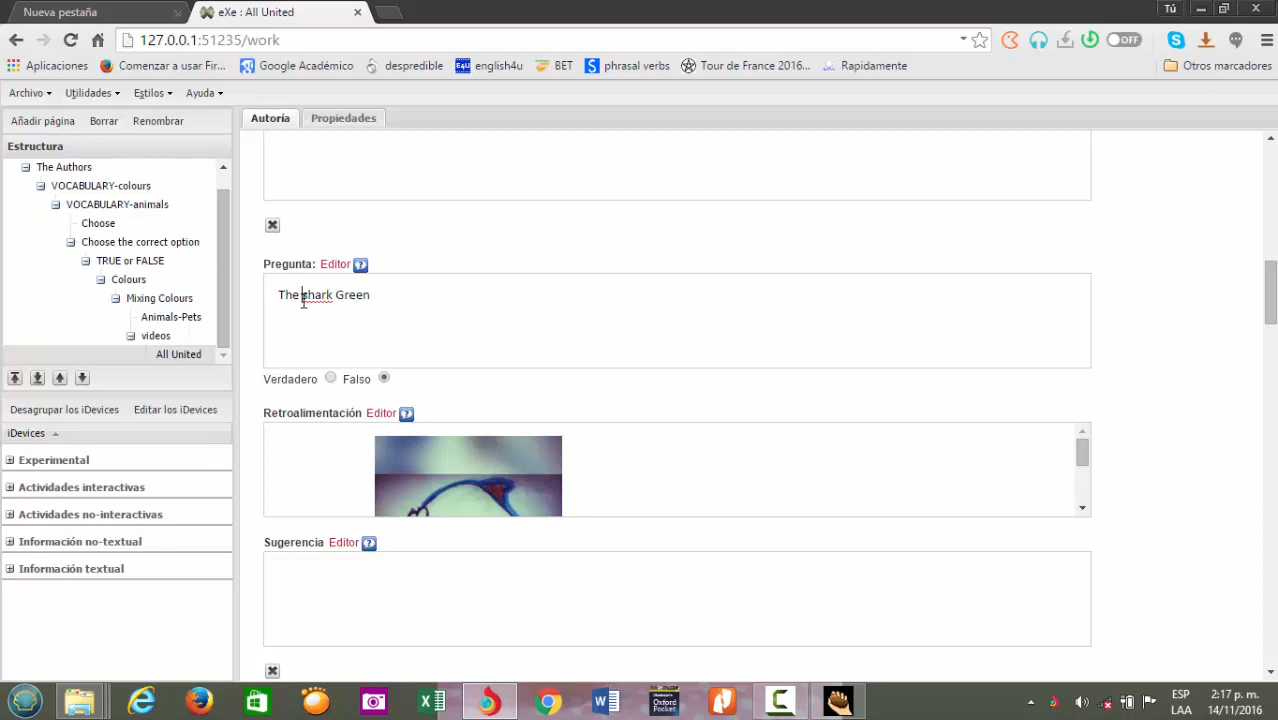 Nueva pestaña
eXe : All United
Tú
127.0.0.1:51235/work
OFF
Aplicaciones
Comenzar a usar Fir...
Google Académico
despredible
E4U
english4u
BET
S
phrasal verbs
Tour de France 2016...
Rapidamente
Otros marcadores
Archivo
Utilidades
Estilos
Ayuda
Añadir página
Borrar
Renombrar
Autoría
Propiedades
Estructura
The Authors
VOCABULARY-colours
VOCABULARY-animals
Choose
Choose the correct option
TRUE or FALSE
Colours
Mixing Colours
Animals-Pets
videos
All United
Desagrupar los iDevices
Editar los iDevices
iDevices
Experimental
Actividades interactivas
Actividades no-interactivas
Información no-textual
Información textual
Pregunta: Editor ?
The shark Green
Verdadero
Falso
Retroalimentación Editor ?
Sugerencia Editor ?
ESP
LAA
2:17 p. m.
14/11/2016